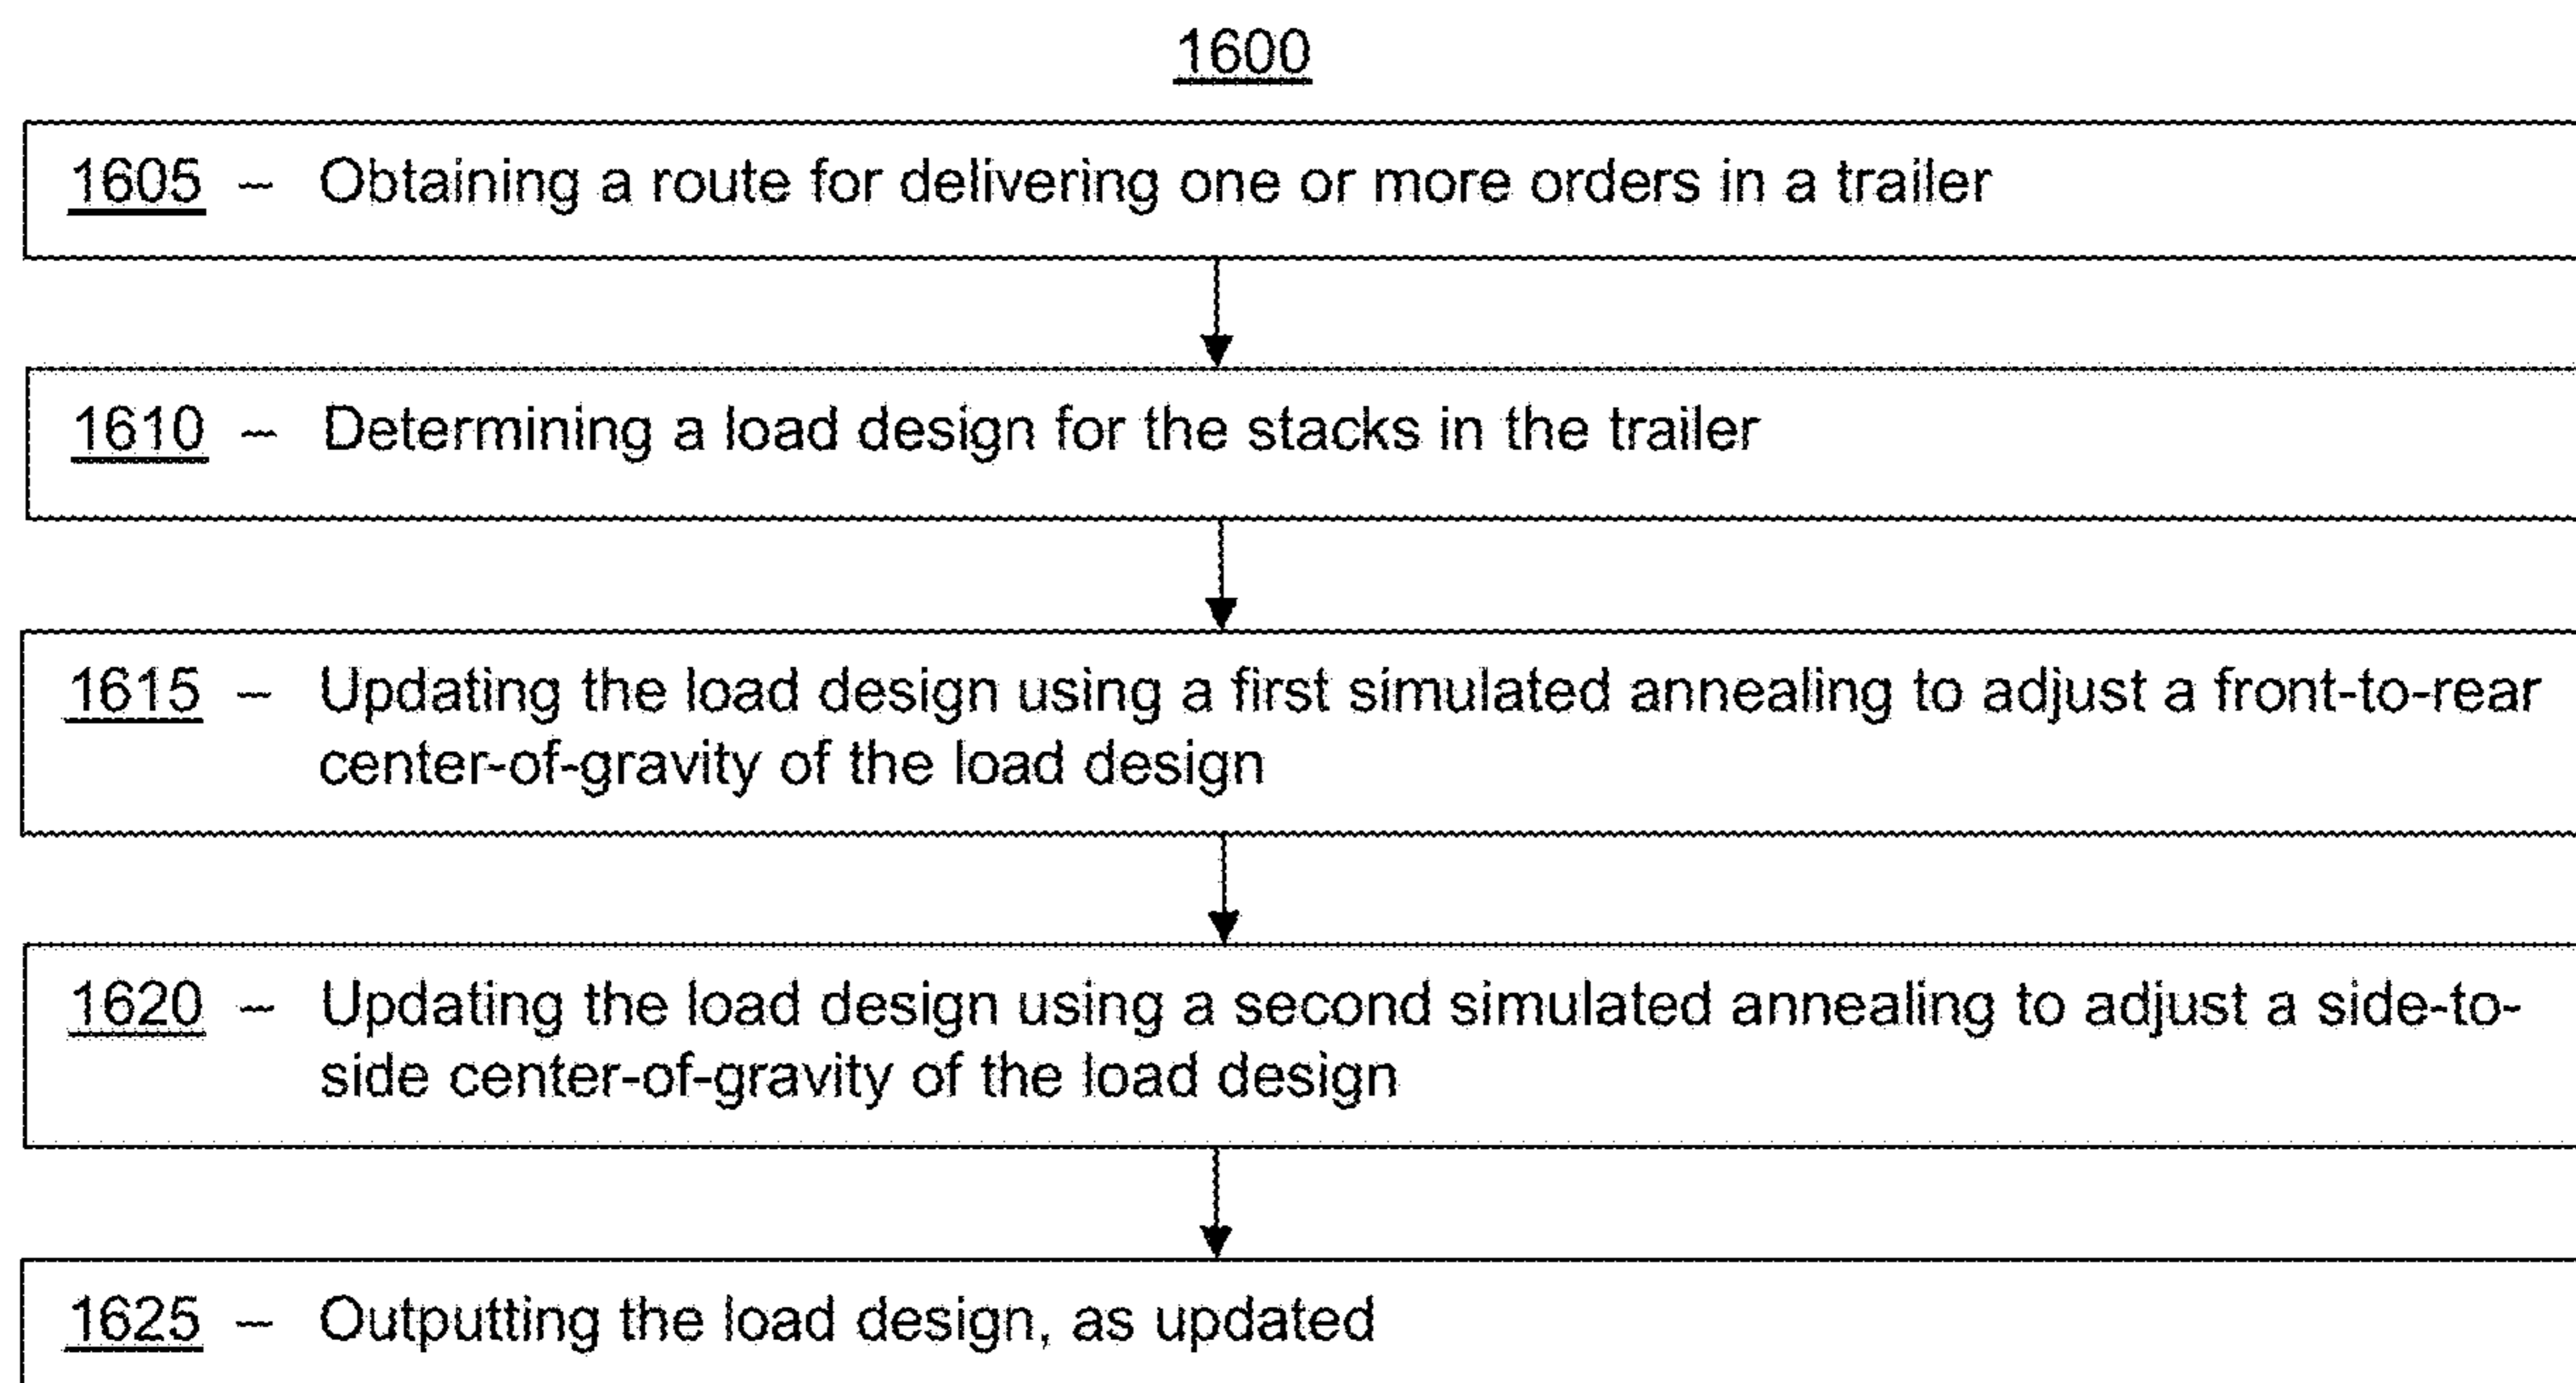 1600
1605 – Obtaining a route for delivering one or more orders in a trailer
1610 – Determining a load design for the stacks in the trailer
1615 – Updating the load design using a first simulated annealing to adjust a front-to-rear
center-of-gravity of the load design
1620 – Updating the load design using a second simulated annealing to adjust a side-to-
side center-of-gravity of the load design
1625 – Outputting the load design, as updated